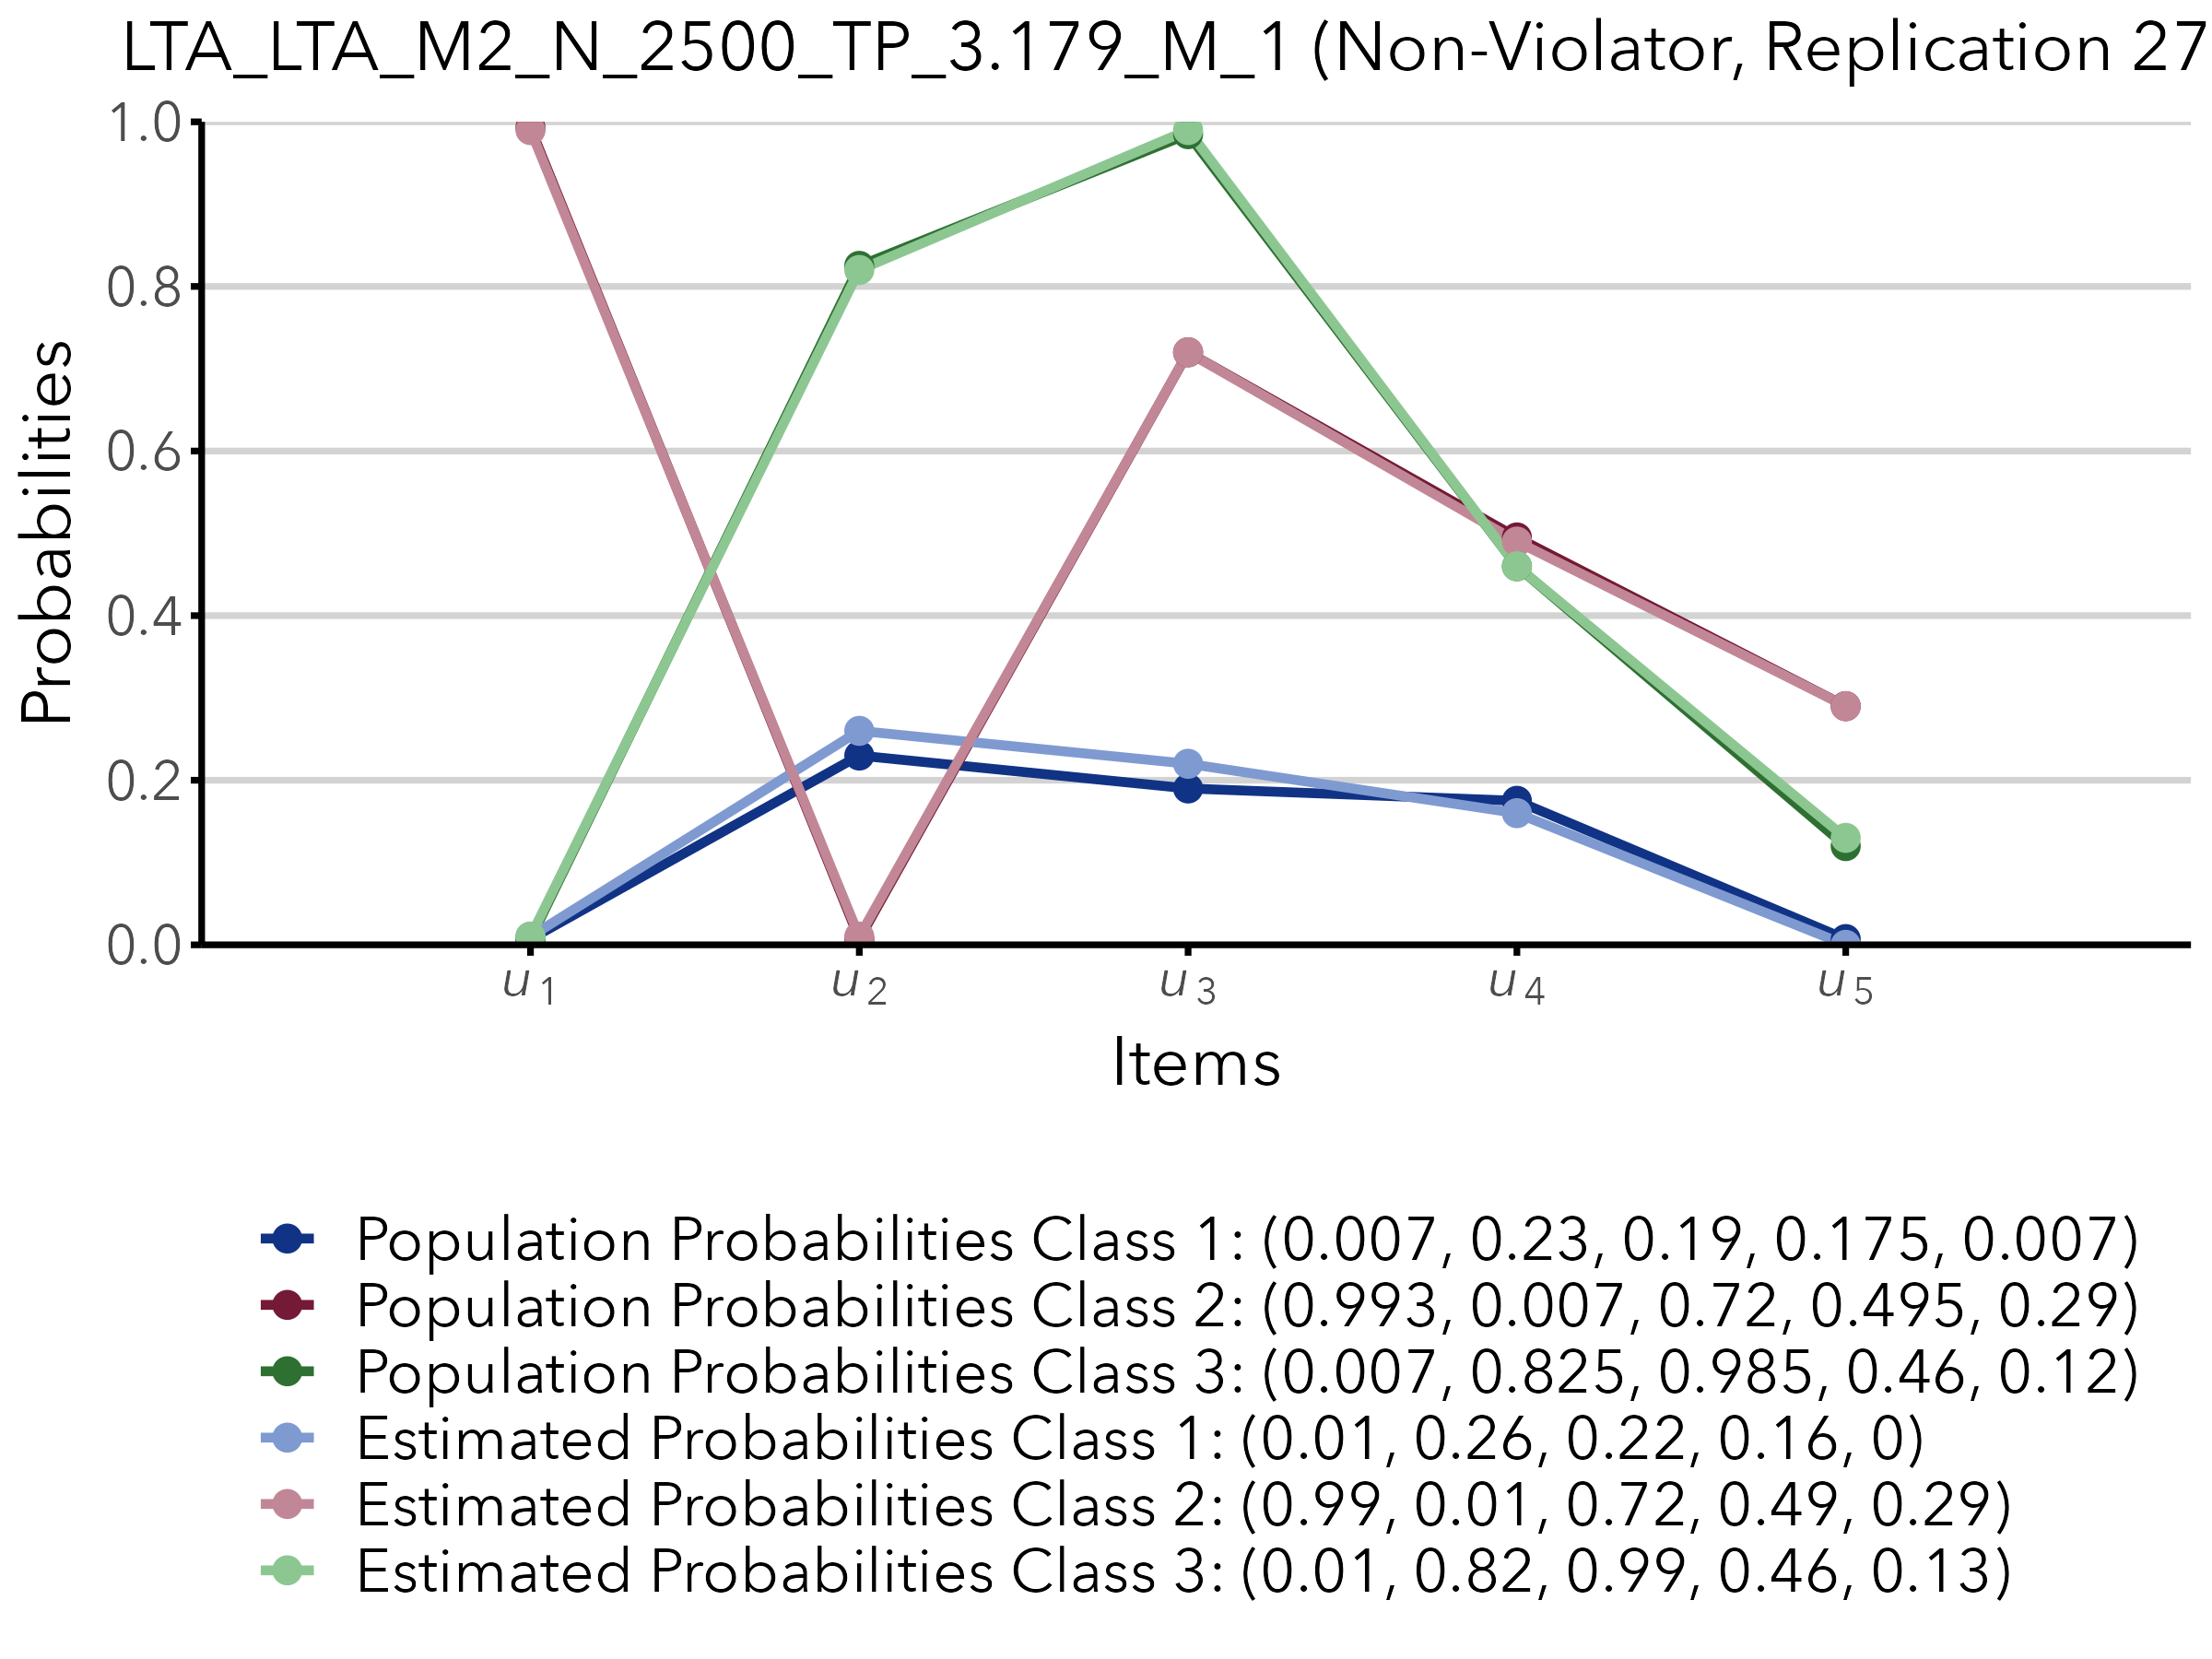 LTA_LTA_M2_N_2500_TP_3.179_M_1 (Non-Violator, Replication 27
Probabilities
1.0
0.8
0.6
0.4
0.2
0.0
u1 u2 u3 u4 u5
Items
Population Probabilities Class 1: (0.007, 0.23, 0.19, 0.175, 0.007)
Population Probabilities Class 2: (0.993, 0.007, 0.72, 0.495, 0.29)
Population Probabilities Class 3: (0.007, 0.825, 0.985, 0.46, 0.12)
Estimated Probabilities Class 1: (0.01, 0.26, 0.22, 0.16, 0)
Estimated Probabilities Class 2: (0.99, 0.01, 0.72, 0.49, 0.29)
Estimated Probabilities Class 3: (0.01, 0.82, 0.99, 0.46, 0.13)